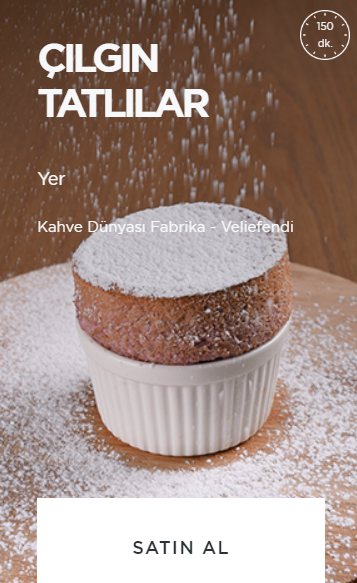 150
dk.
ÇILGIN
TATLILAR
Yer
Kahve Dünyası Fabrika - Veliefendi
SATIN AL